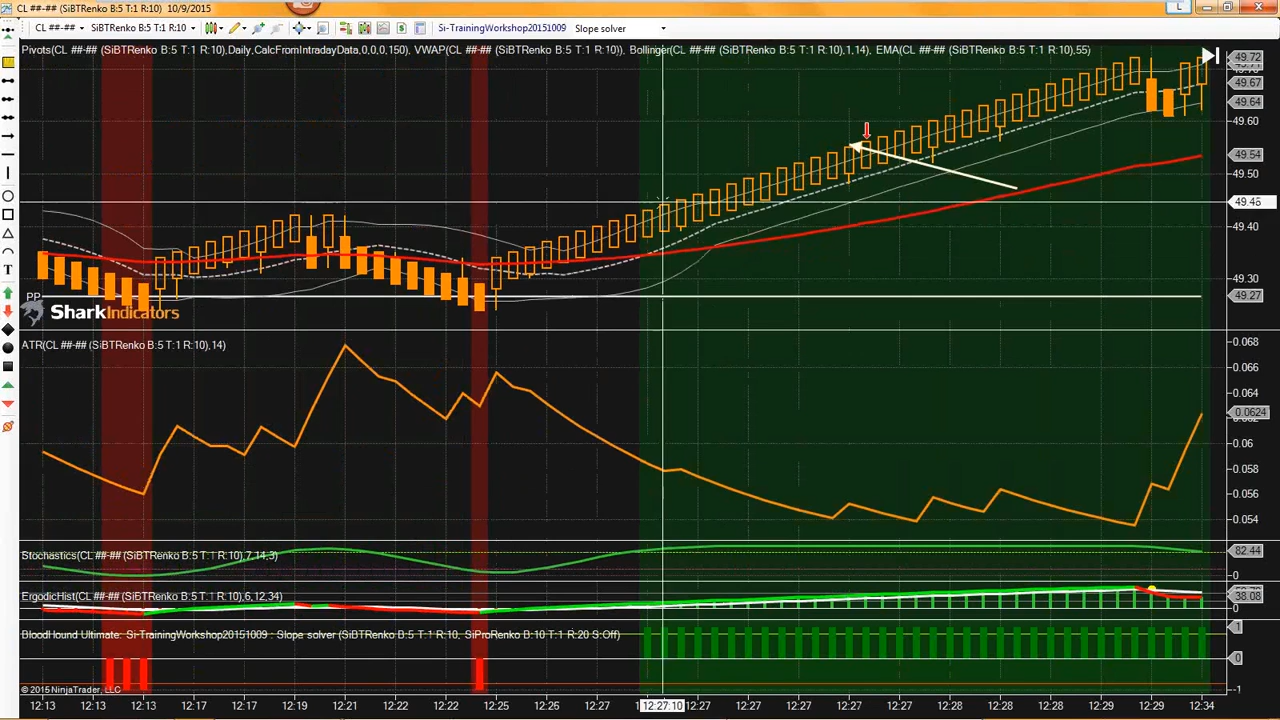 CL ##-## (SiBTRenko B:5 T:1 R:10) 10/9/2015
CL ##-## SiBTRenko B:5 T:1 R:10 Si-TrainingWorkshop20151009 Slope solver
Pivots(CL ##-## (SiBTRenko B:5 T:1 R:10),Daily,CalcFromIntradayData,0,0,0,150), VWAP(CL ##-## (SiBTRenko B:5 T:1 R:10)), Bollinger(CL ##-## (SiBTRenko B:5 T:1 R:10),1,14), EMA(CL ##-## (SiBTRenko B:5 T:1 R:10),55)
49.72
49.67
49.64
49.60
49.54
49.50
49.46
49.40
49.30
49.27
PP
SharkIndicators
ATR(CL ##-## (SiBTRenko B:5 T:1 R:10),14)
0.068
0.066
0.064
0.0624
0.06
0.058
0.056
0.054
Stochastics(CL ##-## (SiBTRenko B:5 T:1 R:10),7,14,3)
82.44
0
ErgodicHist(CL ##-## (SiBTRenko B:5 T:1 R:10),6,12,34)
38.08
0
BloodHound Ultimate: Si-TrainingWorkshop20151009 : Slope solver (SiBTRenko B:5 T:1 R:10, SiProRenko B:10 T:1 R:20 S:Off)
1
0
-1
© 2015 NinjaTrader, LLC
12:13 12:13 12:13 12:17 12:18 12:19 12:21 12:22 12:22 12:25 12:26 12:27 12:27:10 12:27 12:27 12:27 12:27 12:28 12:28 12:28 12:29 12:29 12:34